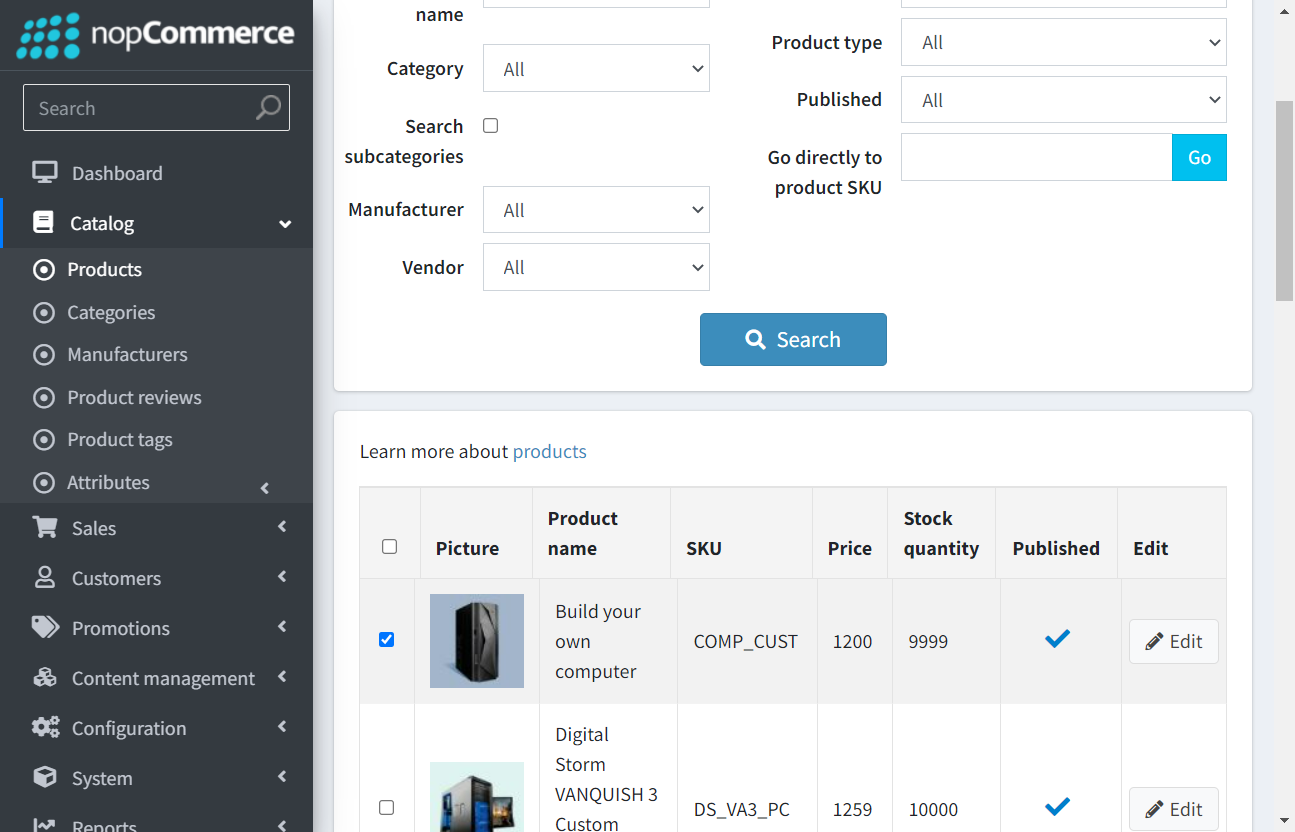 nopCommerce
Search
Dashboard
Catalog
Products
Categories
Manufacturers
Product reviews
Product tags
Attributes
Sales
Customers
Promotions
Content management
Configuration
System
Reports
name
Category
All
Search
subcategories
Manufacturer
All
Vendor
All
Product type
All
Published
All
Go directly to
product SKU
Go
Search
Learn more about products
Picture
Product
name
SKU
Price
Stock
quantity
Published
Edit
Build your
own
computer
COMP_CUST
1200
9999
Edit
Digital
Storm
VANQUISH 3
Custom
DS_VA3_PC
1259
10000
Edit